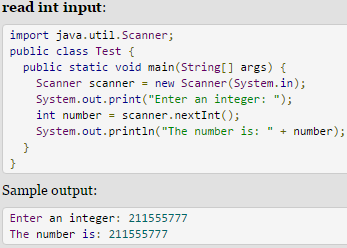 read int input:
import java.util.Scanner;
public class Test {
  public static void main(String[] args) {
    Scanner scanner = new Scanner(System.in);
    System.out.print("Enter an integer: ");
    int number = scanner.nextInt();
    System.out.println("The number is: " + number);
  }
}
Sample output:
Enter an integer: 211555777
The number is: 211555777